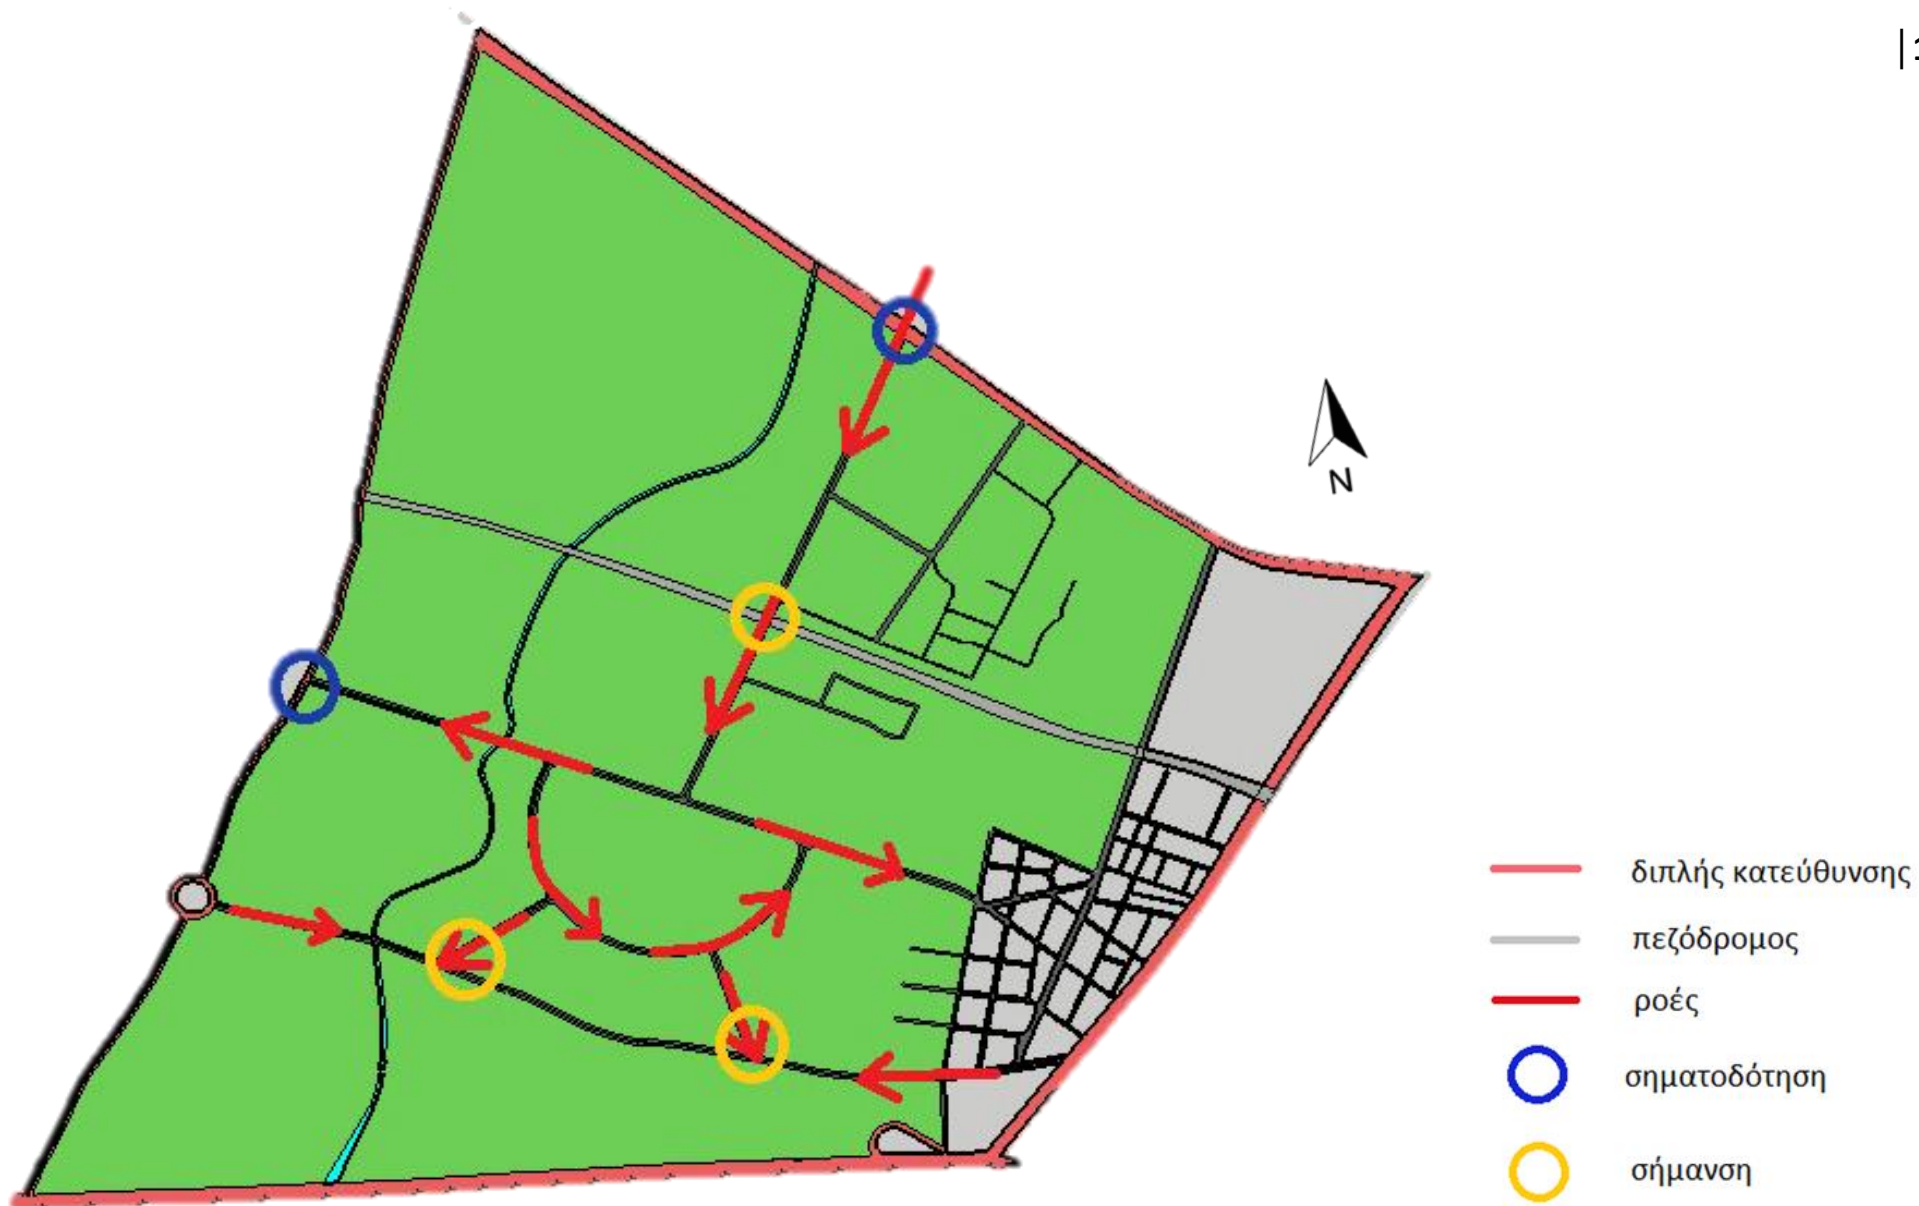 N
διπλής κατεύθυνσης
πεζόδρομος
ροές
σηματοδότηση
σήμανση